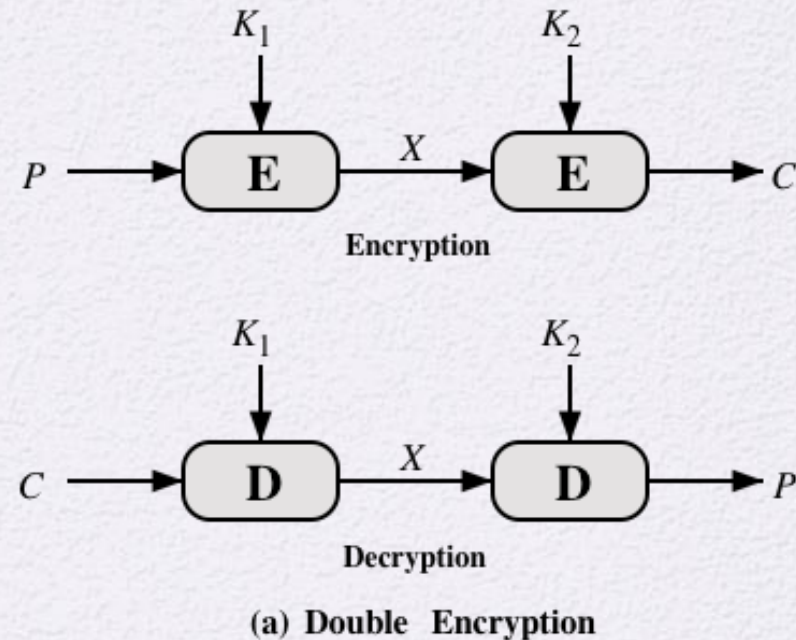 K₁ K₂
P E X E C
Encryption
K₁ K₂
C D X D P
Decryption
(a) Double Encryption